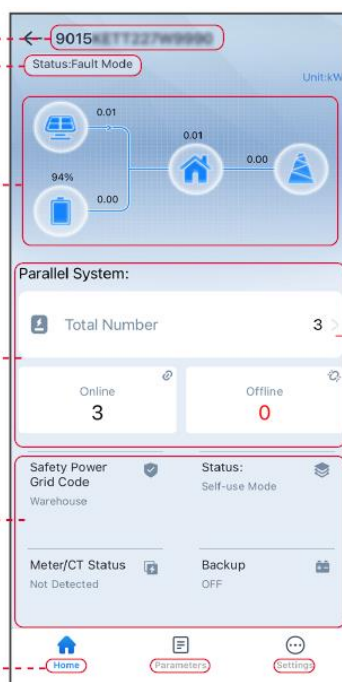 9015
Status:Fault Mode
Unit:kW
0.01
0.01
94%
0.00
0.00
Parallel System:
Total Number
3
Online
3
Offline
0
Safety Power
Grid Code
Warehouse
Status:
Self-use Mode
Meter/CT Status
Not Detected
Backup
OFF
Home
Parameters
Settings